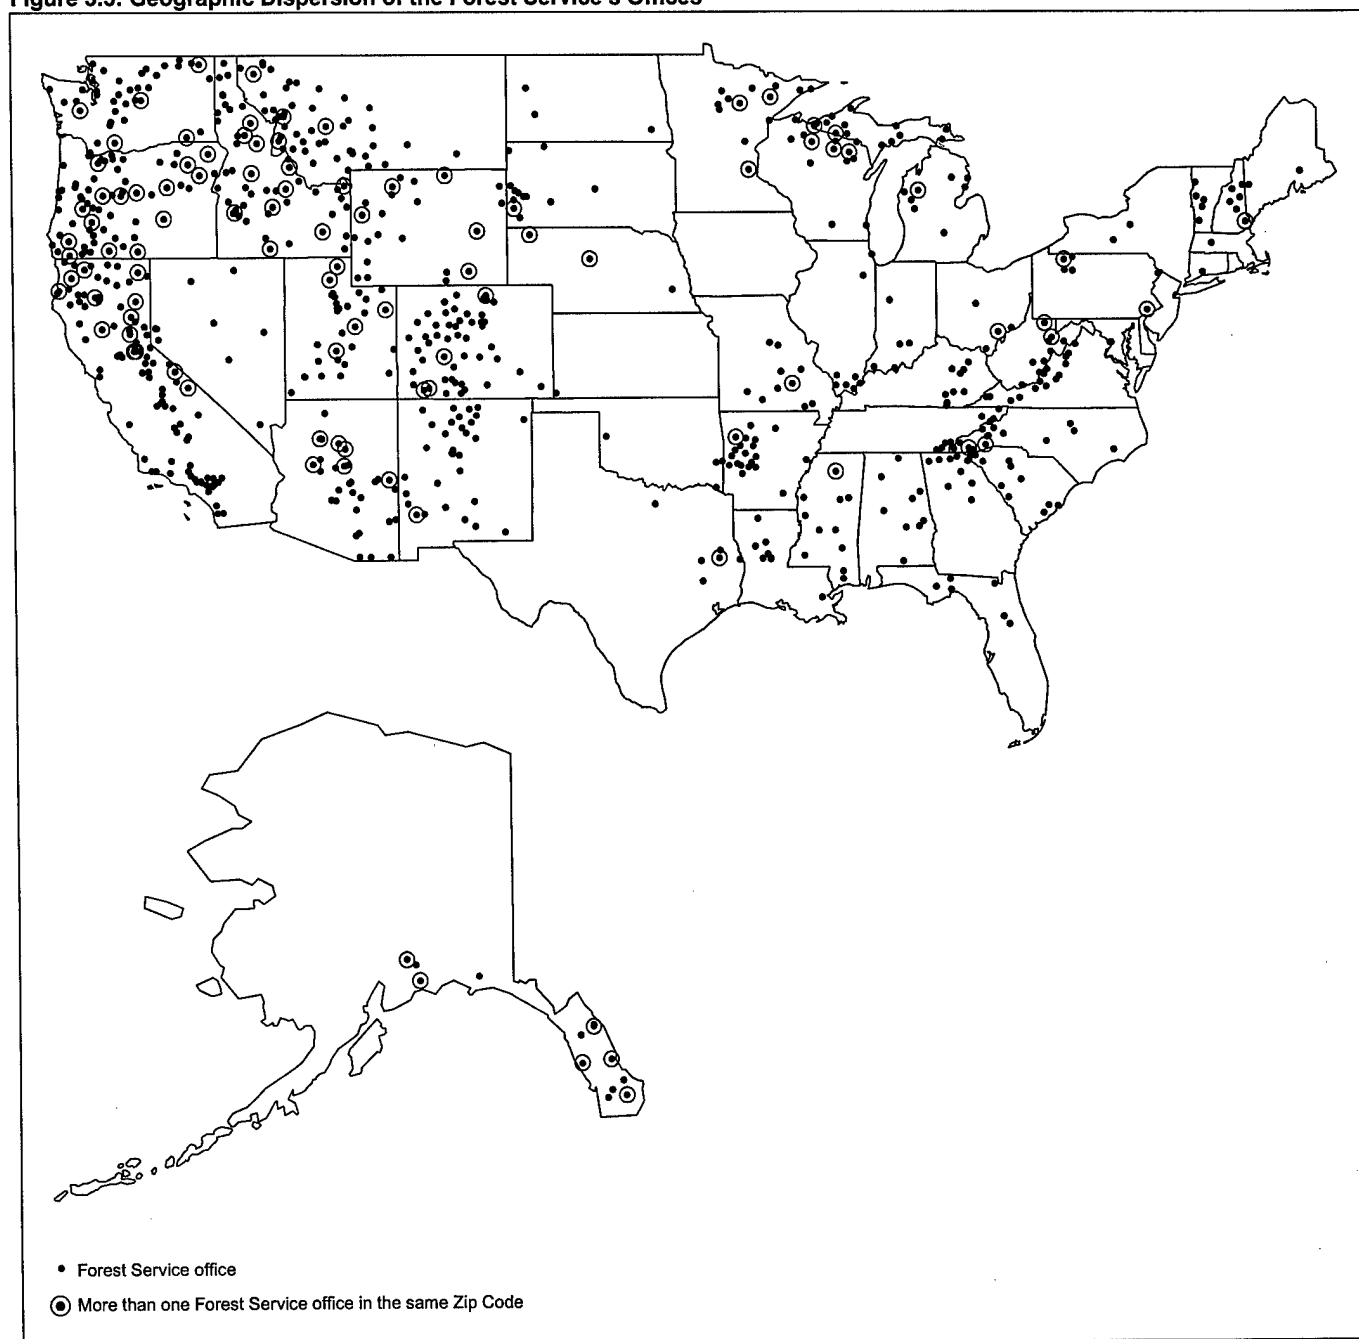 Figure 3.3: Geographic Dispersion of the Forest Service's Offices
Forest Service office
More than one Forest Service office in the same Zip Code